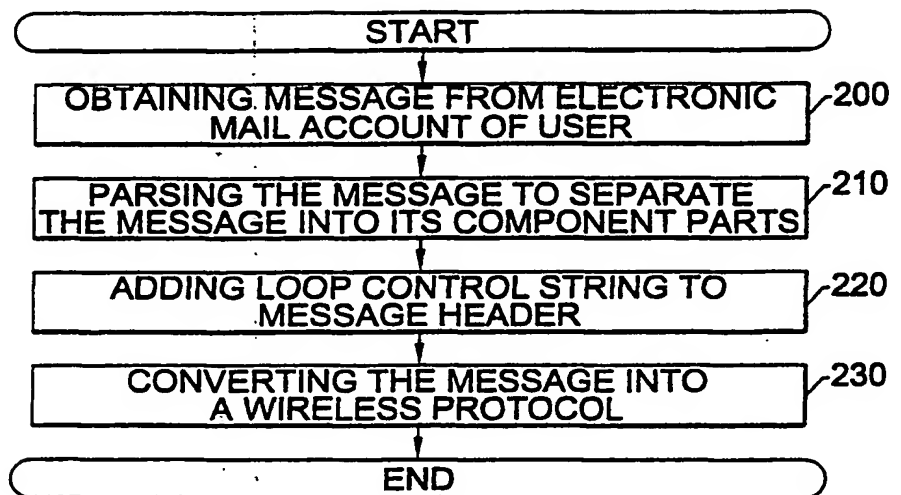 START
OBTAINING MESSAGE FROM ELECTRONIC
MAIL ACCOUNT OF USER
200
PARSING THE MESSAGE TO SEPARATE
THE MESSAGE INTO ITS COMPONENT PARTS
210
ADDING LOOP CONTROL STRING TO
MESSAGE HEADER
220
CONVERTING THE MESSAGE INTO
A WIRELESS PROTOCOL
230
END